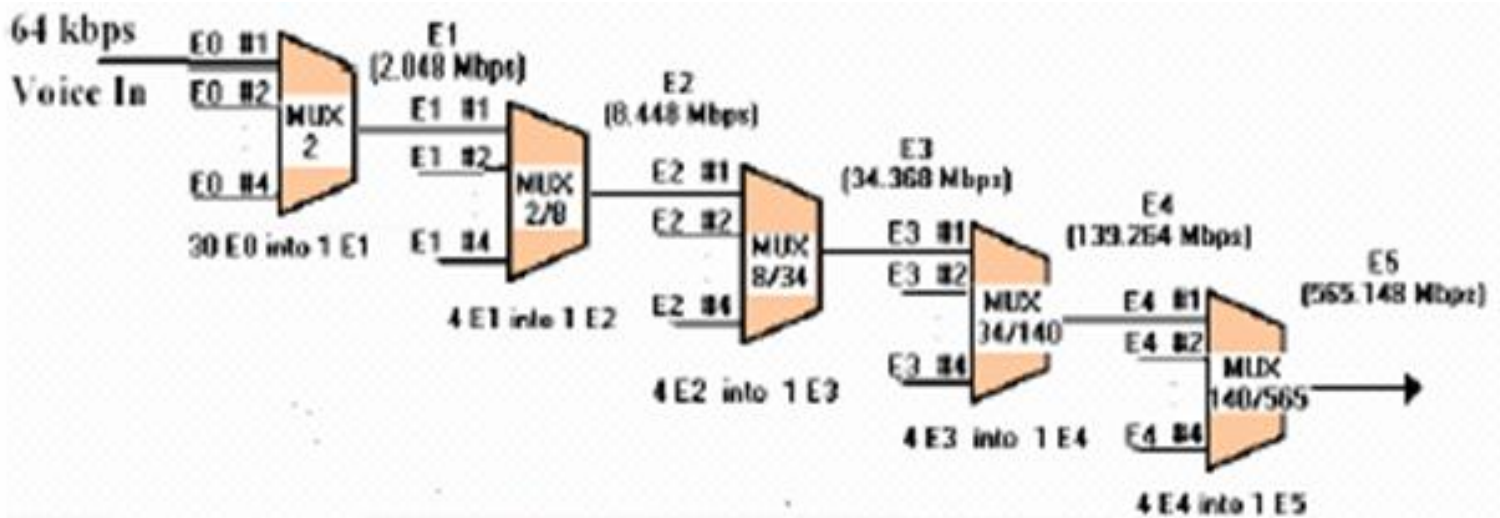 64 kbps
Voice In
E0 #1
E0 #2
E0 #4
MUX
2
30 E0 into 1 E1
E1
(2.048 Mbps)
E1 #1
E1 #2
E1 #4
MUX
2/8
4 E1 into 1 E2
E2
(8.448 Mbps)
E2 #1
E2 #2
E2 #4
MUX
8/34
4 E2 into 1 E3
E3
(34.368 Mbps)
E3 #1
E3 #2
E3 #4
MUX
34/140
4 E3 into 1 E4
E4
(139.264 Mbps)
E4 #1
E4 #2
E4 #4
MUX
140/565
4 E4 into 1 E5
E5
(565.148 Mbps)